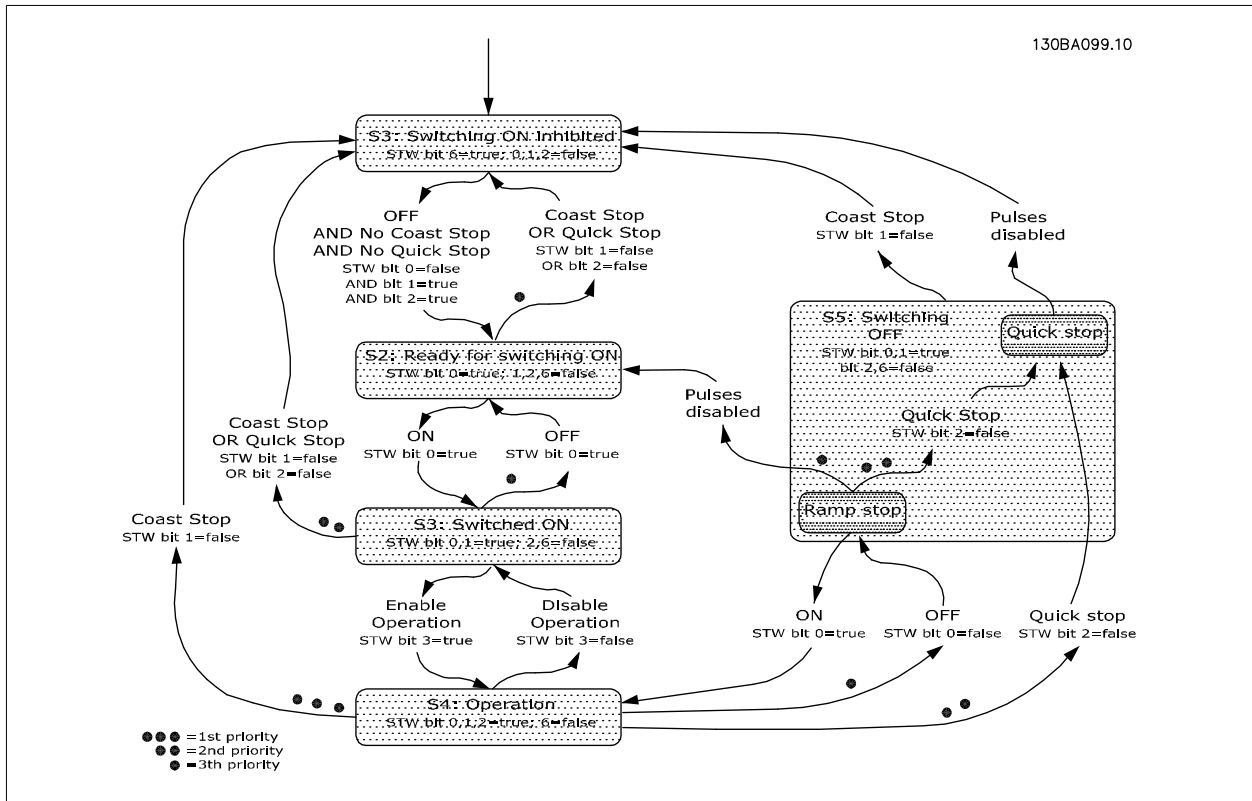 130BA099.10
S3: Switching ON Inhibited
STW bit 6=true; 0,1,2=false
OFF
AND No Coast Stop
AND No Quick Stop
STW bit 0=false
AND bit 1=true
AND bit 2=true
Coast Stop
OR Quick Stop
STW bit 1=false
OR bit 2=false
Coast Stop
STW bit 1=false
Pulses
disabled
S2: Ready for switching ON
STW bit 0=true; 1,2,6=false
S5: Switching
OFF
STW bit 0,1=true
bit 2,6=false
Quick stop
Pulses
disabled
Quick Stop
STW bit 2=false
Ramp stop
Coast Stop
OR Quick Stop
STW bit 1=false
OR bit 2=false
ON
STW bit 0=true
OFF
STW bit 0=true
S3: Switched ON
STW bit 0,1=true; 2,6=false
Coast Stop
STW bit 1=false
Enable
Operation
STW bit 3=true
Disable
Operation
STW bit 3=false
ON
STW bit 0=true
OFF
STW bit 0=false
Quick stop
STW bit 2=false
S4: Operation
STW bit 0,1,2=true; 6=false
=1st priority
=2nd priority
=3th priority